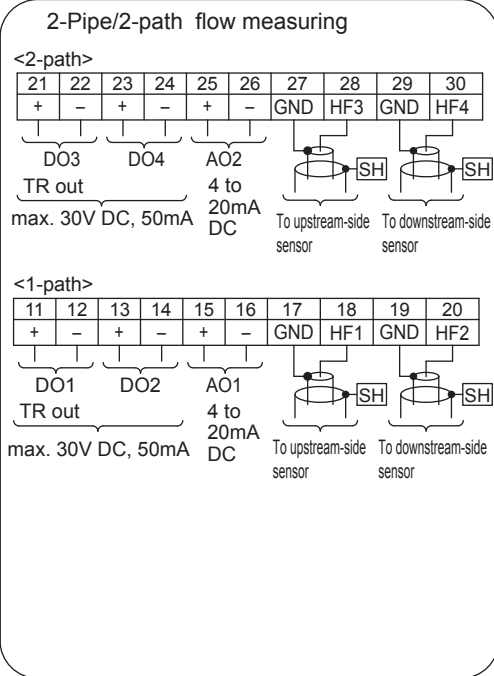 2-Pipe/2-path flow measuring
<2-path>
21 22 23 24 25 26 27 28 29 30
+ – + – + – GND HF3 GND HF4
DO3 DO4 AO2 SH SH
TR out 4 to
max. 30V DC, 50mA 20mA
DC
To upstream-side To downstream-side
sensor sensor
<1-path>
11 12 13 14 15 16 17 18 19 20
+ – + – + – GND HF1 GND HF2
DO1 DO2 AO1 SH SH
TR out 4 to
max. 30V DC, 50mA 20mA
DC
To upstream-side To downstream-side
sensor sensor